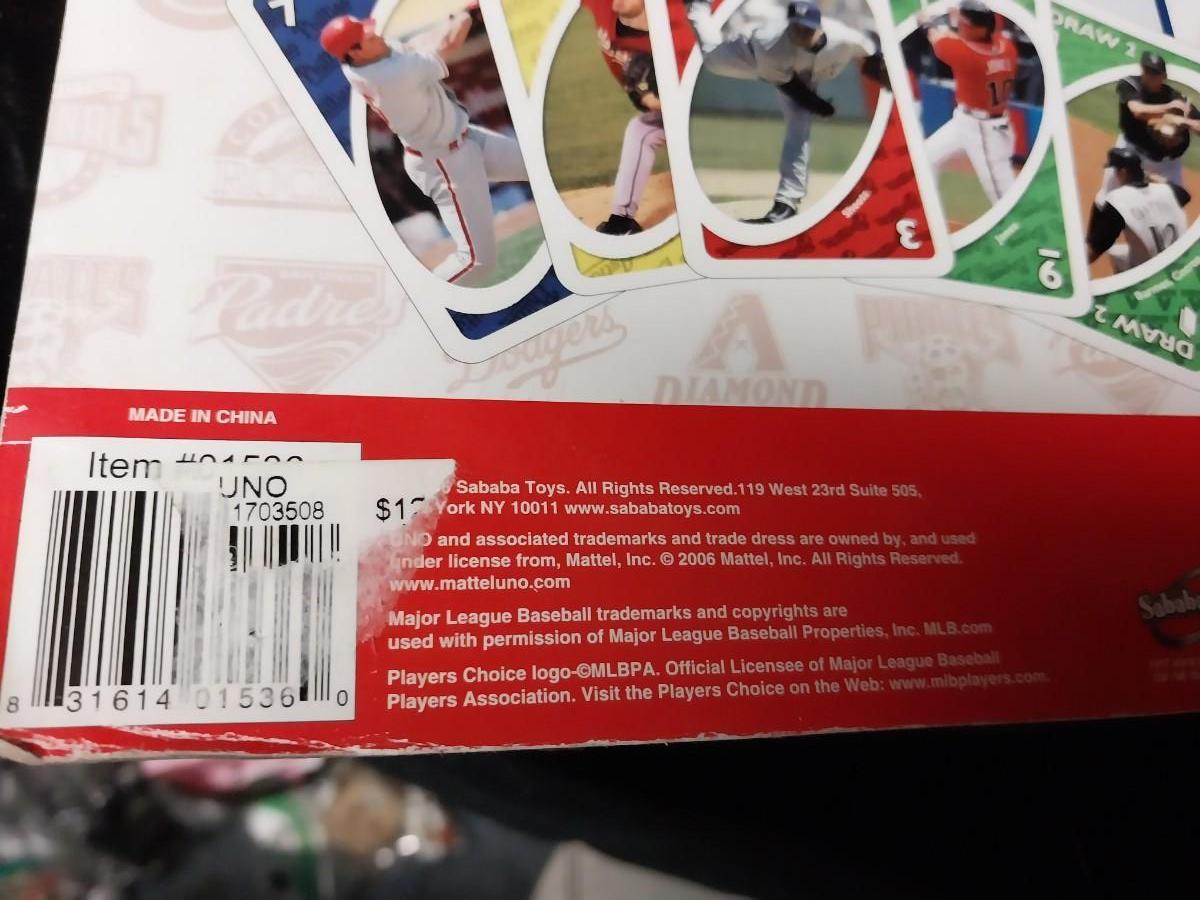 DRAW 2
Sheets
3
Jones
9
DRAW 2
Padres
Dodgers
DIAMOND
MADE IN CHINA
Item
UNO
1703508
8 31614 01536 0
Sababa Toys. All Rights Reserved.119 West 23rd Suite 505,
York NY 10011 www.sababatoys.com
UNO and associated trademarks and trade dress are owned by, and used
under license from, Mattel, Inc. © 2006 Mattel, Inc. All Rights Reserved.
www.matteluno.com
Major League Baseball trademarks and copyrights are
used with permission of Major League Baseball Properties, Inc. MLB.com
Players Choice logo-©MLBPA. Official Licensee of Major League Baseball
Players Association. Visit the Players Choice on the Web: www.mlbplayers.com.